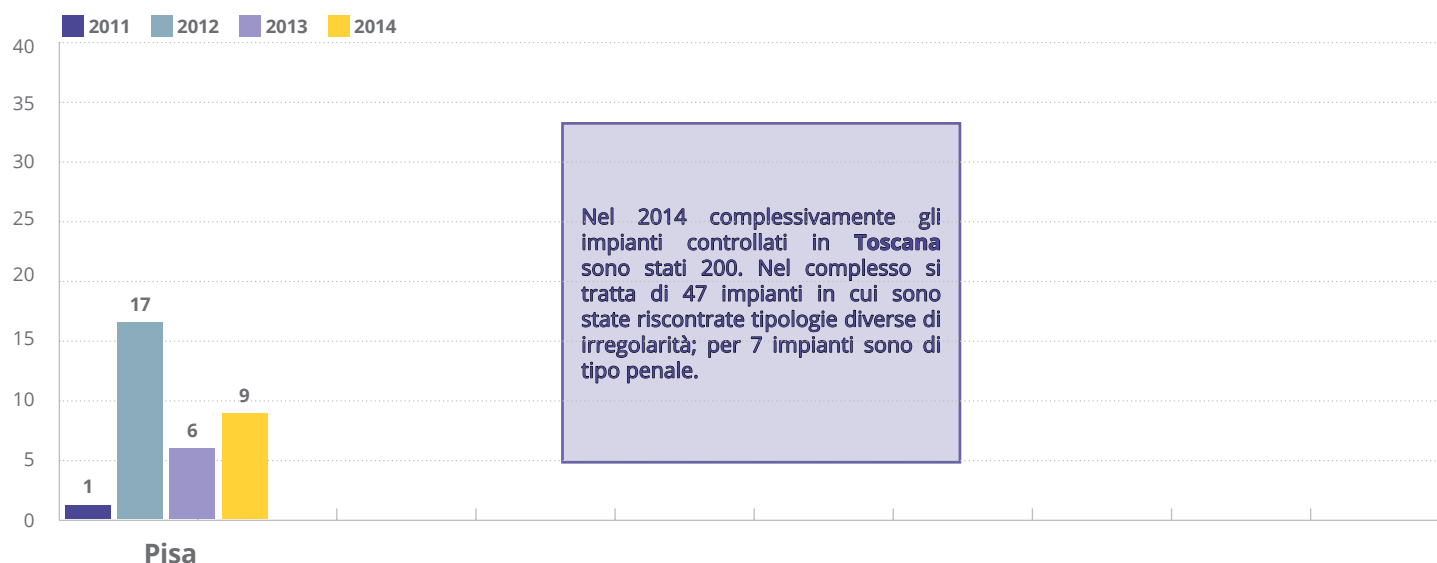 2011 2012 2013 2014
40
35
30
25
20
15
10
5
0
17
9
6
1
Pisa
Nel 2014 complessivamente gli
impianti controllati in Toscana
sono stati 200. Nel complesso si
tratta di 47 impianti in cui sono
state riscontrate tipologie diverse di
irregolarità; per 7 impianti sono di
tipo penale.